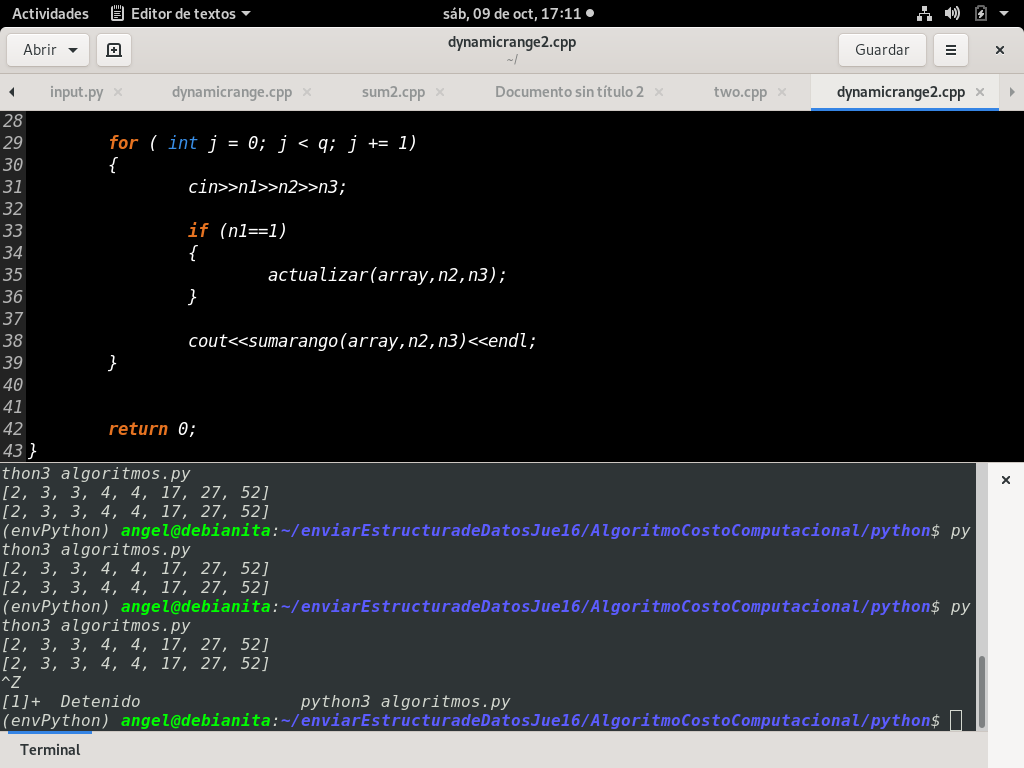 Actividades Editor de textos sáb, 09 de oct, 17:11
Abrir dynamicrange2.cpp Guardar
~/
input.py dynamicrange.cpp sum2.cpp Documento sin título 2 two.cpp dynamicrange2.cpp
28
29 for ( int j = 0; j < q; j += 1)
30 {
31 cin>>n1>>n2>>n3;
32
33 if (n1==1)
34 {
35 actualizar(array,n2,n3);
36 }
37
38 cout<<sumarango(array,n2,n3)<<endl;
39 }
40
41
42 return 0;
43 }
thon3 algoritmos.py
[2, 3, 3, 4, 4, 17, 27, 52]
[2, 3, 3, 4, 4, 17, 27, 52]
(envPython) angel@debianita:~/enviarEstructuradeDatosJue16/AlgoritmoCostoComputacional/python$ py
thon3 algoritmos.py
[2, 3, 3, 4, 4, 17, 27, 52]
[2, 3, 3, 4, 4, 17, 27, 52]
(envPython) angel@debianita:~/enviarEstructuradeDatosJue16/AlgoritmoCostoComputacional/python$ py
thon3 algoritmos.py
[2, 3, 3, 4, 4, 17, 27, 52]
[2, 3, 3, 4, 4, 17, 27, 52]
^Z
[1]+ Detenido python3 algoritmos.py
(envPython) angel@debianita:~/enviarEstructuradeDatosJue16/AlgoritmoCostoComputacional/python$
Terminal